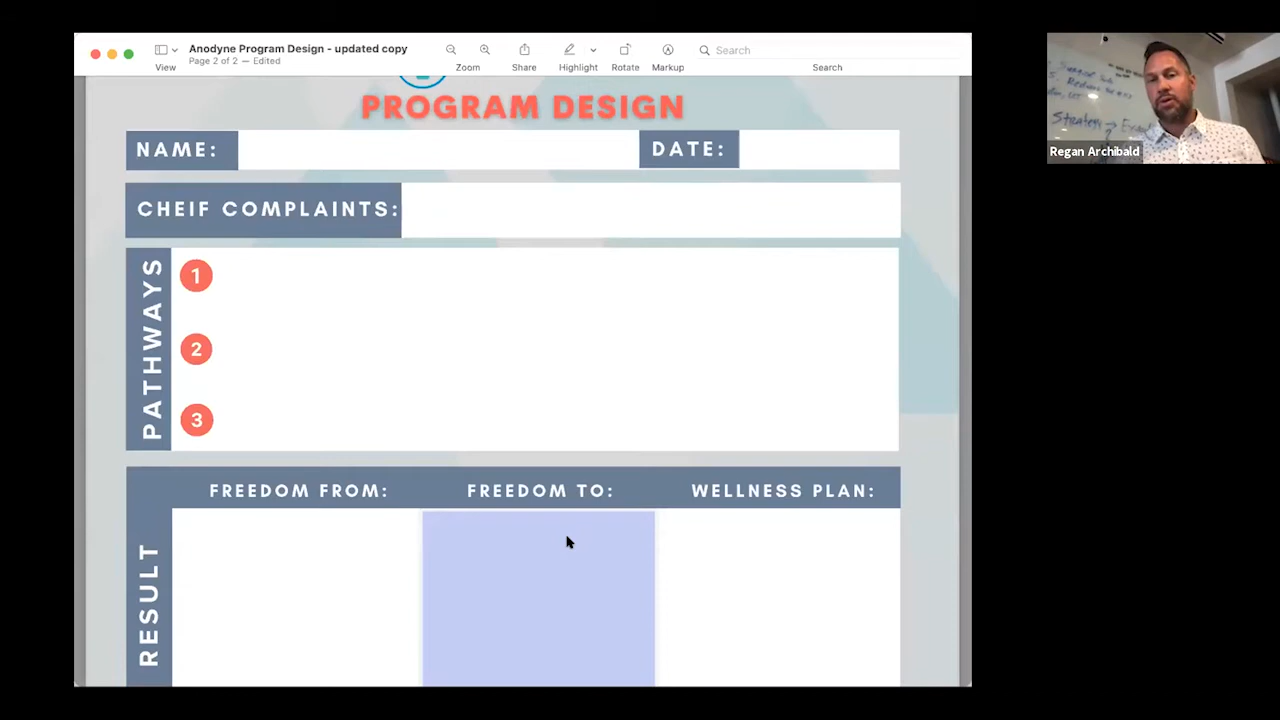 Anodyne Program Design - updated copy
Page 2 of 2 — Edited
View
Zoom
Share
Highlight
Rotate
Markup
Search
Search
PROGRAM DESIGN
NAME:
DATE:
CHEIF COMPLAINTS:
PATHWAYS
1
2
3
FREEDOM FROM:
FREEDOM TO:
WELLNESS PLAN:
RESULT
Strategy →
Regan Archibald